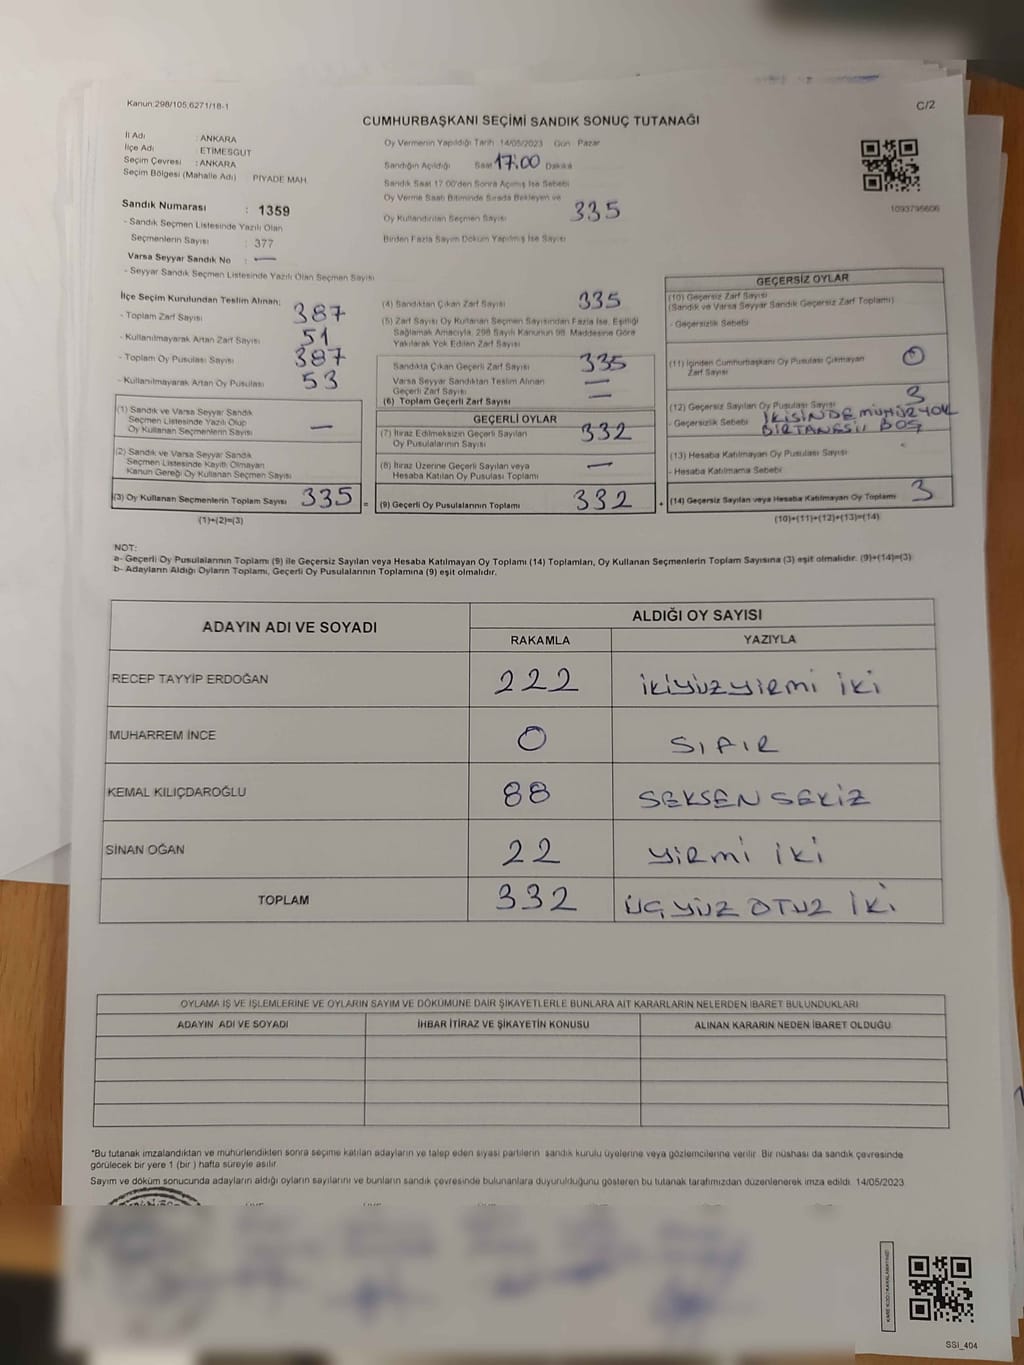 Kanun:298/105,6271/18-1
C/2
CUMHURBAŞKANI SEÇİMİ SANDIK SONUÇ TUTANAĞI
İl Adı : ANKARA
İlçe Adı : ETİMESGUT
Seçim Çevresi : ANKARA
Seçim Bölgesi (Mahalle Adı) PİYADE MAH.
Sandık Numarası : 1359
- Sandık Seçmen Listesinde Yazılı Olan
Seçmenlerin Sayısı : 377
Varsa Seyyar Sandık No : —
- Seyyar Sandık Seçmen Listesinde Yazılı Olan Seçmen Sayısı
Oy Vermenin Yapıldığı Tarih 14/05/2023 Gün Pazar
Sandığın Açıldığı Saat 17:00 Dakika
Sandık Saat 17.00'den Sonra Açılmış İse Sebebi
Oy Verme Saati Bitiminde Sırada Bekleyen ve
Oy Kullandırılan Seçmen Sayısı 335
Birden Fazla Sayım Döküm Yapılmış İse Sayısı
1093795606
İlçe Seçim Kurulundan Teslim Alınan;
- Toplam Zarf Sayısı 387
- Kullanılmayarak Artan Zarf Sayısı 51
- Toplam Oy Pusulası Sayısı 387
- Kullanılmayarak Artan Oy Pusulası 53
(1) Sandık ve Varsa Seyyar Sandık
Seçmen Listesinde Yazılı Olup
Oy Kullanan Seçmenlerin Sayısı —
(2) Sandık ve Varsa Seyyar Sandık
Seçmen Listesinde Kayıtlı Olmayan
Kanun Gereği Oy Kullanan Seçmen Sayısı
(3) Oy Kullanan Seçmenlerin Toplam Sayısı 335 =
(1)+(2)=(3)
(4) Sandıktan Çıkan Zarf Sayısı 335
(5) Zarf Sayısı Oy Kullanan Seçmen Sayısından Fazla İse, Eşitliği
Sağlamak Amacıyla, 298 Sayılı Kanunun 98. Maddesine Göre
Yakılarak Yok Edilen Zarf Sayısı
Sandıkta Çıkan Geçerli Zarf Sayısı 335
Varsa Seyyar Sandıktan Teslim Alınan
Geçerli Zarf Sayısı —
(6) Toplam Geçerli Zarf Sayısı —
GEÇERLİ OYLAR
(7) İtiraz Edilmeksizin Geçerli Sayılan
Oy Pusulalarının Sayısı 332
(8) İtiraz Üzerine Geçerli Sayılan veya
Hesaba Katılan Oy Pusulası Toplamı —
(9) Geçerli Oy Pusulalarının Toplamı 332 +
GEÇERSİZ OYLAR
(10) Geçersiz Zarf Sayısı
(Sandık ve Varsa Seyyar Sandık Geçersiz Zarf Toplamı)
- Geçersizlik Sebebi
(11) İçinden Cumhurbaşkanı Oy Pusulası Çıkmayan
Zarf Sayısı 0
(12) Geçersiz Sayılan Oy Pusulası Sayısı 3
- Geçersizlik Sebebi İKİSİNDE MÜHÜR YOK
BİRTANESİ BOŞ
(13) Hesaba Katılmayan Oy Pusulası Sayısı
- Hesaba Katılmama Sebebi
(14) Geçersiz Sayılan veya Hesaba Katılmayan Oy Toplamı 3
(10)+(11)+(12)+(13)=(14)
NOT:
a- Geçerli Oy Pusulalarının Toplamı (9) ile Geçersiz Sayılan veya Hesaba Katılmayan Oy Toplamı (14) Toplamları, Oy Kullanan Seçmenlerin Toplam Sayısına (3) eşit olmalıdır. (9)+(14)=(3)
b- Adayların Aldığı Oyların Toplamı, Geçerli Oy Pusulalarının Toplamına (9) eşit olmalıdır.
ADAYIN ADI VE SOYADI
ALDIĞI OY SAYISI
RAKAMLA YAZIYLA
RECEP TAYYİP ERDOĞAN 222 İKİYÜZYİRMİ İKİ
MUHARREM İNCE 0 SIFIR
KEMAL KILIÇDAROĞLU 88 SEKSEN SEKİZ
SİNAN OĞAN 22 YİRMİ İKİ
TOPLAM 332 ÜÇ YÜZ OTUZ İKİ
OYLAMA İŞ VE İŞLEMLERİNE VE OYLARIN SAYIM VE DÖKÜMÜNE DAİR ŞİKAYETLERLE BUNLARA AİT KARARLARIN NELERDEN İBARET BULUNDUKLARI
ADAYIN ADI VE SOYADI İHBAR İTİRAZ VE ŞİKAYETİN KONUSU ALINAN KARARIN NEDEN İBARET OLDUĞU
*Bu tutanak imzalandıktan ve mühürlendikten sonra seçime katılan adayların ve talep eden siyasi partilerin sandık kurulu üyelerine veya gözlemcilerine verilir. Bir nüshası da sandık çevresinde
görülecek bir yere 1 (bir ) hafta süreyle asılır.
Sayım ve döküm sonucunda adayların aldığı oyların sayılarını ve bunların sandık çevresinde bulunanlara duyurulduğunu gösteren bu tutanak tarafımızdan düzenlenerek imza edildi. 14/05/2023
SSI_404